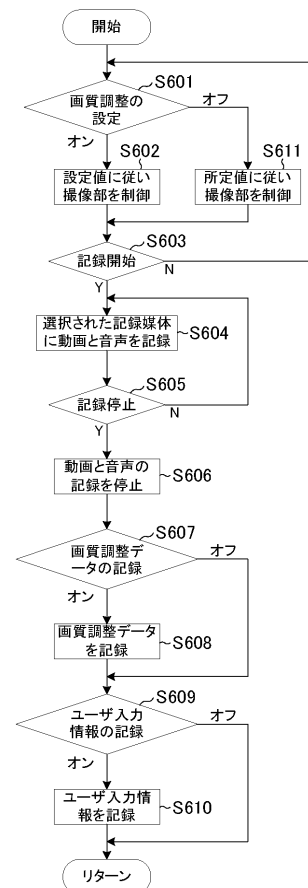 開始
S601
画質調整の
設定
オフ
オン
S602
設定値に従い
撮像部を制御
S611
所定値に従い
撮像部を制御
S603
記録開始
N
Y
選択された記録媒体
に動画と音声を記録
S604
S605
記録停止
N
Y
動画と音声の
記録を停止
S606
S607
画質調整デ
ータの記録
オフ
オン
画質調整データ
を記録
S608
S609
ユーザ入力
情報の記録
オフ
オン
ユーザ入力情
報を記録
S610
リターン